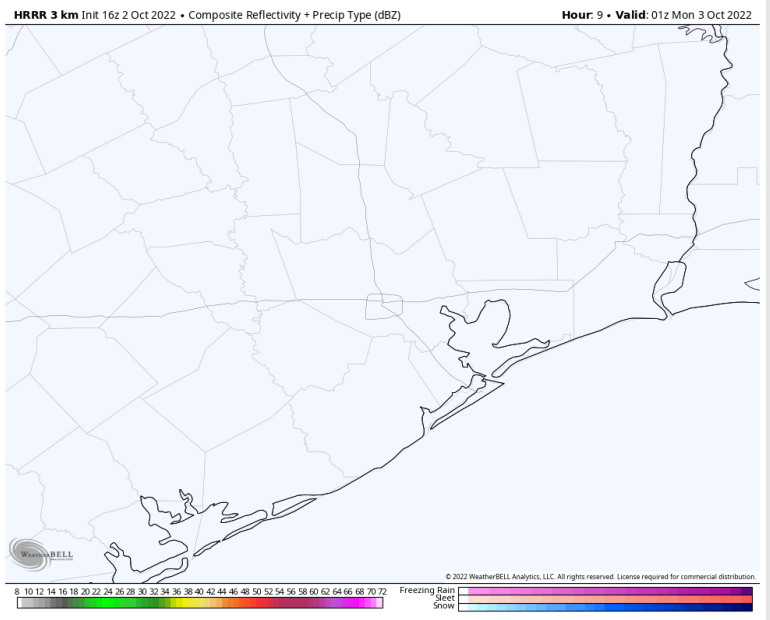 HRRR 3 km Init 16z 2 Oct 2022 • Composite Reflectivity + Precip Type (dBZ)
Hour: 9 • Valid: 01z Mon 3 Oct 2022
WEATHERBELL
© 2022 WeatherBELL Analytics, LLC. All rights reserved. License required for commercial distribution.
8 10 12 14 16 18 20 22 24 26 28 30 32 34 36 38 40 42 44 46 48 50 52 54 56 58 60 62 64 66 68 70 72
Freezing Rain
Sleet
Snow